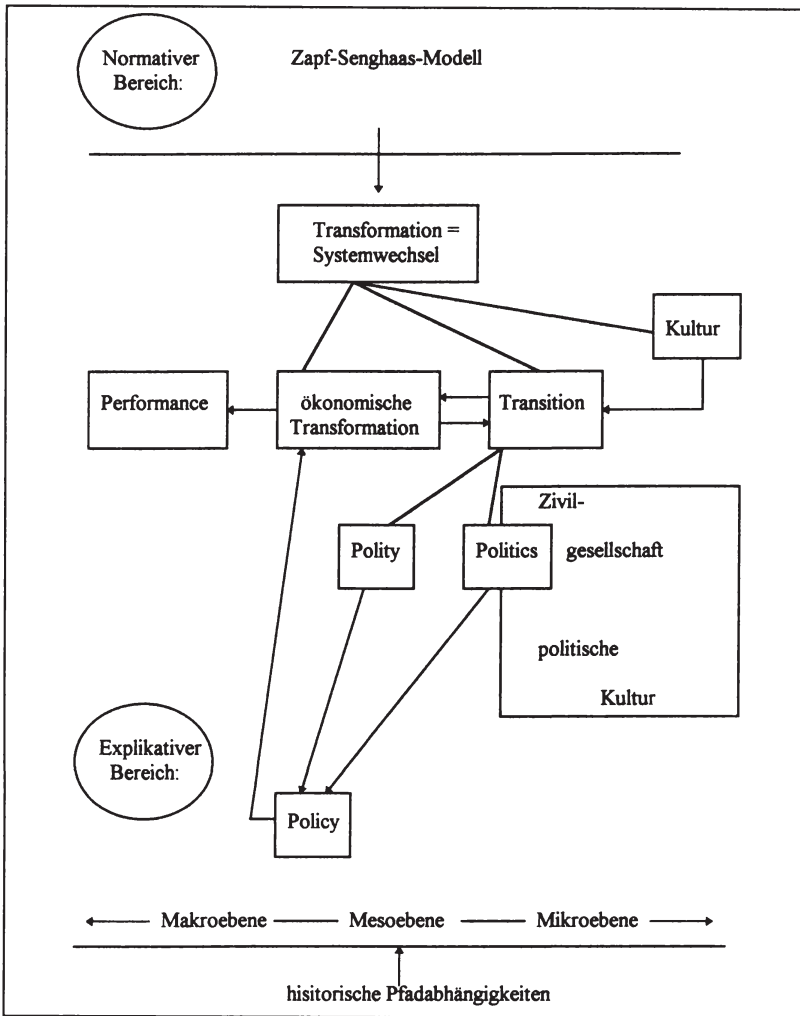 Normativer
Bereich:
Zapf-Senghaas-Modell
Transformation =
Systemwechsel
Kultur
Performance
ökonomische
Transformation
Transition
Zivil-
Polity
Politics
gesellschaft
politische
Kultur
Explikativer
Bereich:
Policy
Makroebene
Mesoebene
Mikroebene
hisitorische Pfadabhängigkeiten